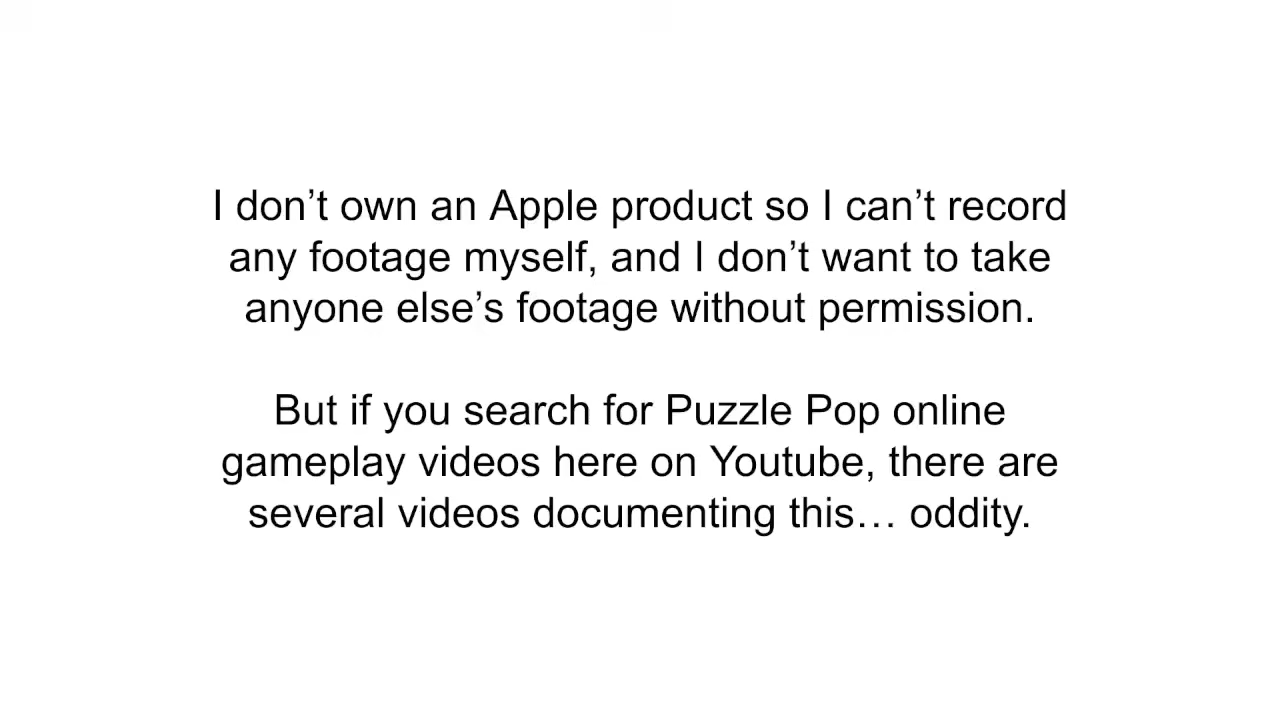 I don’t own an Apple product so I can’t record
any footage myself, and I don’t want to take
anyone else’s footage without permission.
But if you search for Puzzle Pop online
gameplay videos here on Youtube, there are
several videos documenting this… oddity.